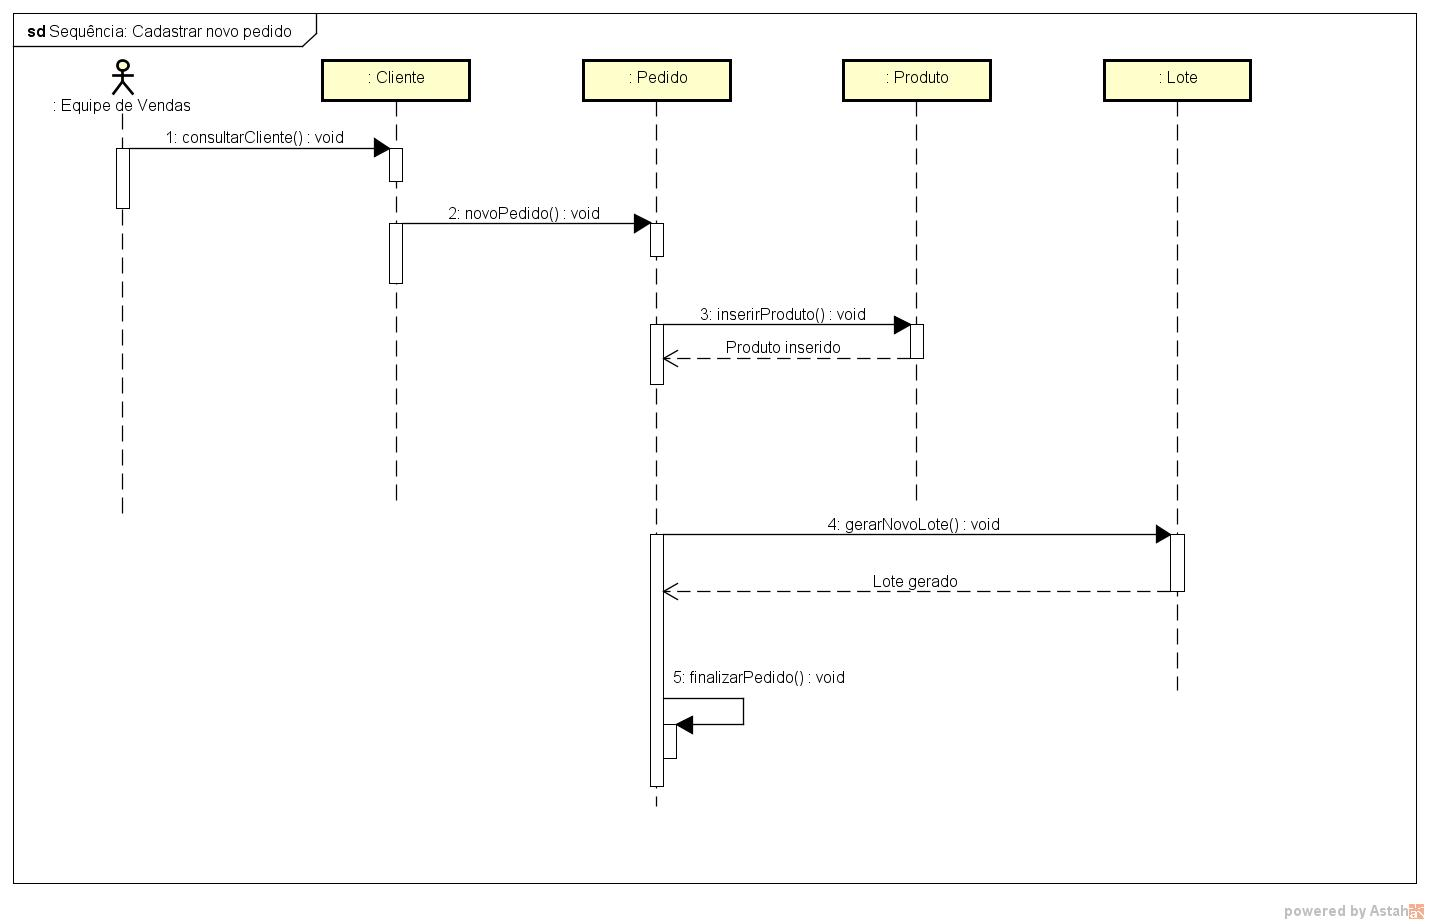 sd Sequência: Cadastrar novo pedido
: Equipe de Vendas
: Cliente
: Pedido
: Produto
: Lote
1: consultarCliente() : void
2: novoPedido() : void
3: inserirProduto() : void
Produto inserido
4: gerarNovoLote() : void
Lote gerado
5: finalizarPedido() : void
powered by Astah